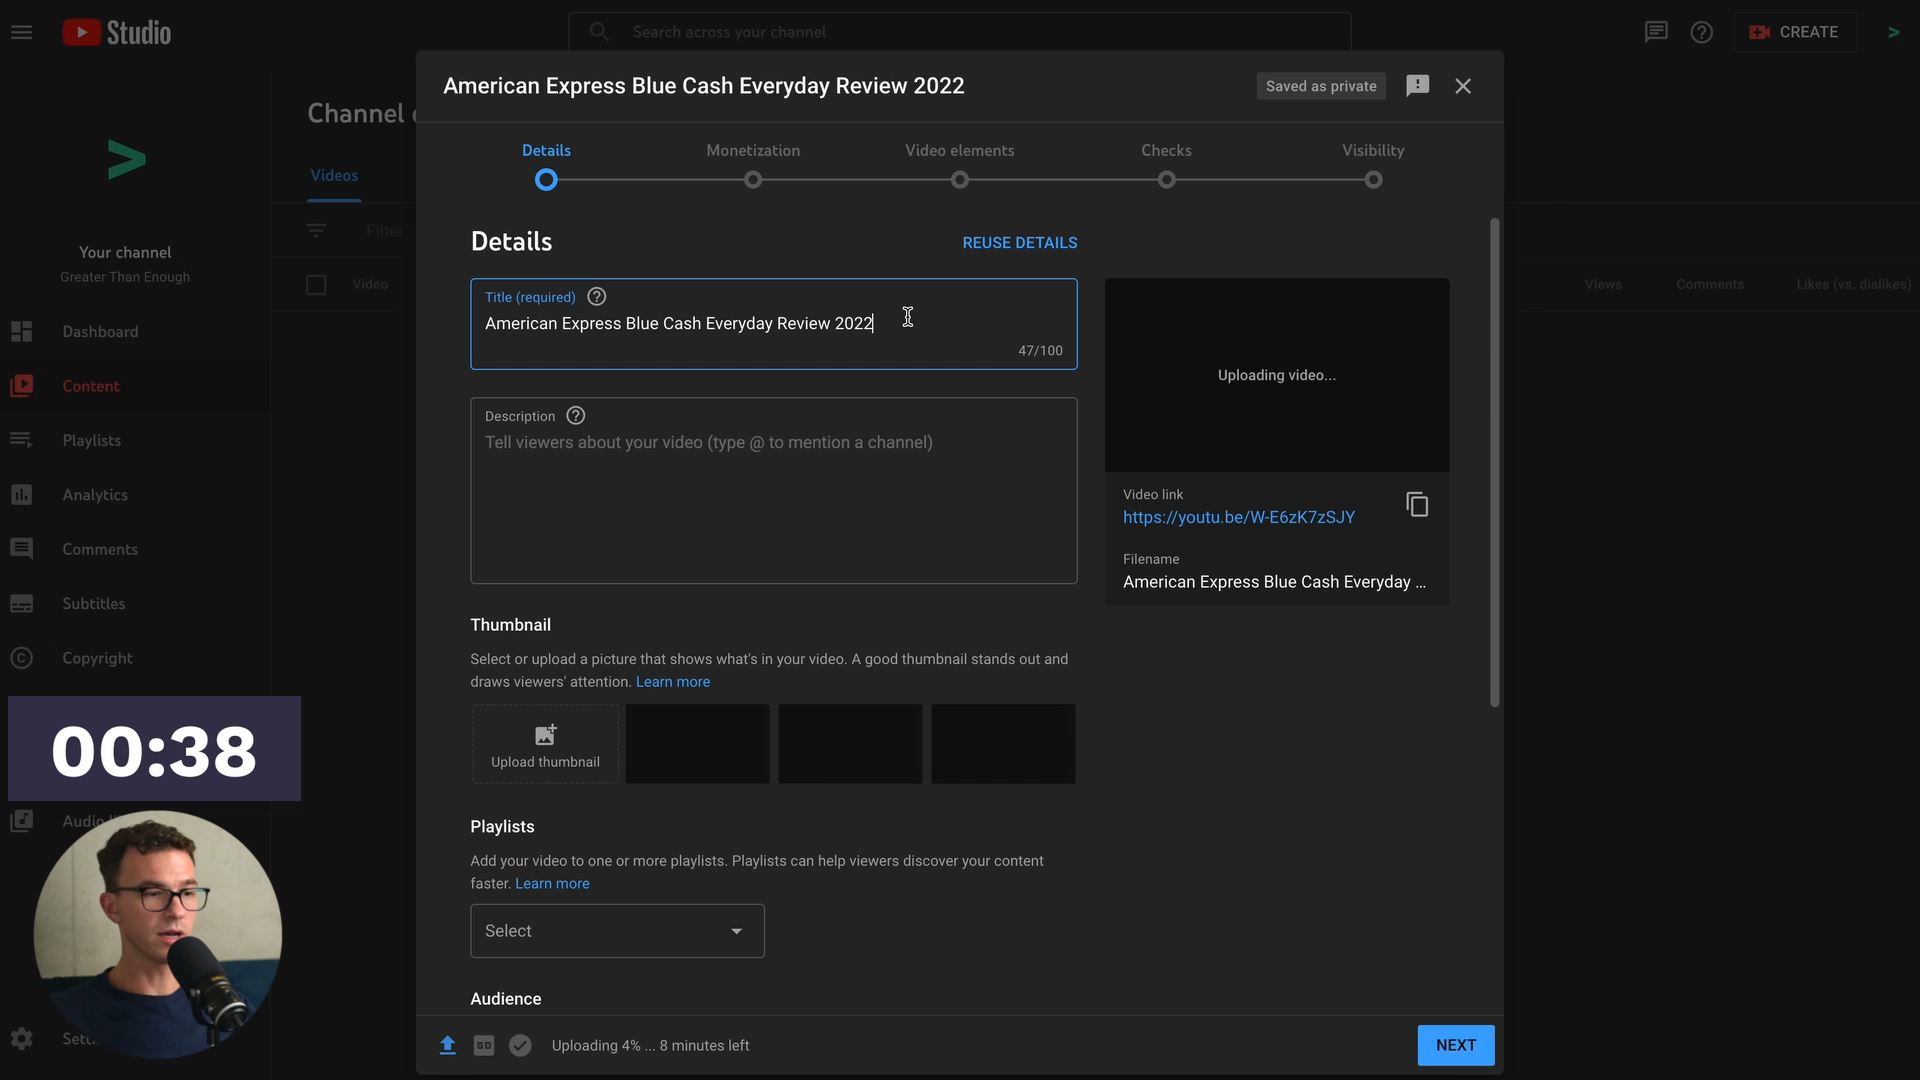 Studio
Search across your channel
CREATE
American Express Blue Cash Everyday Review 2022
Saved as private
Channel
Details
Monetization
Video elements
Checks
Visibility
Videos
Details
REUSE DETAILS
Filter
Your channel
Greater Than Enough
Video
Views
Comments
Likes (vs. dislikes)
Title (required)
American Express Blue Cash Everyday Review 2022
47/100
Dashboard
Content
Playlists
Analytics
Comments
Subtitles
Copyright
Audio
Uploading video...
Description
Tell viewers about your video (type @ to mention a channel)
Video link
https://youtu.be/W-E6zK7zSJY
Filename
American Express Blue Cash Everyday ...
Thumbnail
Select or upload a picture that shows what's in your video. A good thumbnail stands out and
draws viewers' attention. Learn more
Upload thumbnail
00:38
Playlists
Add your video to one or more playlists. Playlists can help viewers discover your content
faster. Learn more
Select
Audience
SD
Uploading 4% ... 8 minutes left
NEXT